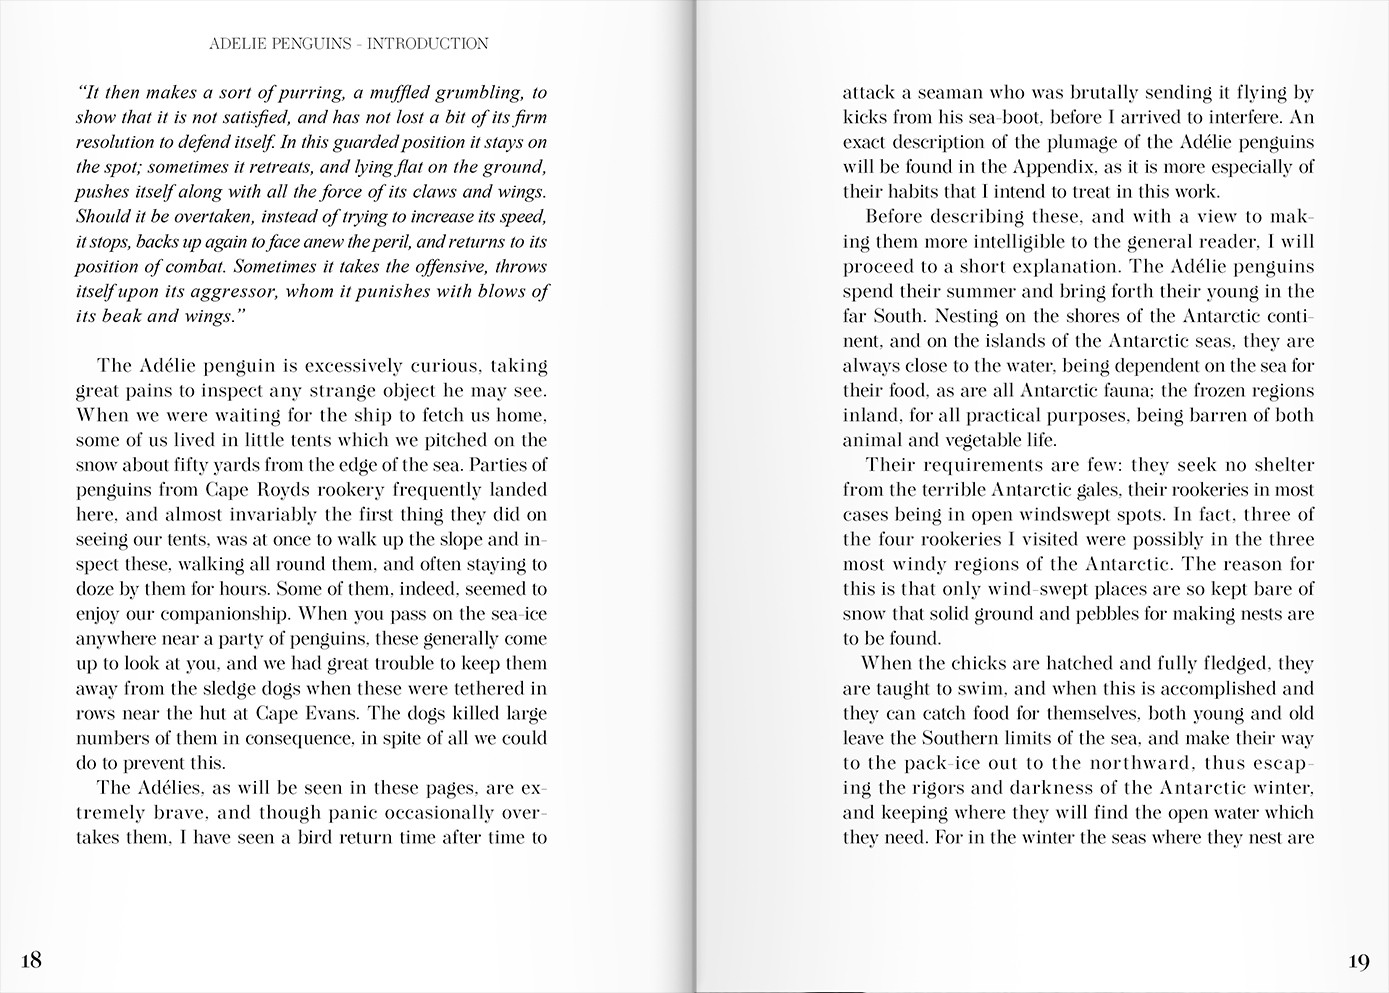 ADELIE PENGUINS - INTRODUCTION
“It then makes a sort of purring, a muffled grumbling, to
show that it is not satisfied, and has not lost a bit of its firm
resolution to defend itself. In this guarded position it stays on
the spot; sometimes it retreats, and lying flat on the ground,
pushes itself along with all the force of its claws and wings.
Should it be overtaken, instead of trying to increase its speed,
it stops, backs up again to face anew the peril, and returns to its
position of combat. Sometimes it takes the offensive, throws
itself upon its aggressor, whom it punishes with blows of
its beak and wings.”
The Adélie penguin is excessively curious, taking
great pains to inspect any strange object he may see.
When we were waiting for the ship to fetch us home,
some of us lived in little tents which we pitched on the
snow about fifty yards from the edge of the sea. Parties of
penguins from Cape Royds rookery frequently landed
here, and almost invariably the first thing they did on
seeing our tents, was at once to walk up the slope and in-
spect these, walking all round them, and often staying to
doze by them for hours. Some of them, indeed, seemed to
enjoy our companionship. When you pass on the sea-ice
anywhere near a party of penguins, these generally come
up to look at you, and we had great trouble to keep them
away from the sledge dogs when these were tethered in
rows near the hut at Cape Evans. The dogs killed large
numbers of them in consequence, in spite of all we could
do to prevent this.
The Adélies, as will be seen in these pages, are ex-
tremely brave, and though panic occasionally over-
takes them, I have seen a bird return time after time to
18
attack a seaman who was brutally sending it flying by
kicks from his sea-boot, before I arrived to interfere. An
exact description of the plumage of the Adélie penguins
will be found in the Appendix, as it is more especially of
their habits that I intend to treat in this work.
Before describing these, and with a view to mak-
ing them more intelligible to the general reader, I will
proceed to a short explanation. The Adélie penguins
spend their summer and bring forth their young in the
far South. Nesting on the shores of the Antarctic conti-
nent, and on the islands of the Antarctic seas, they are
always close to the water, being dependent on the sea for
their food, as are all Antarctic fauna; the frozen regions
inland, for all practical purposes, being barren of both
animal and vegetable life.
Their requirements are few: they seek no shelter
from the terrible Antarctic gales, their rookeries in most
cases being in open windswept spots. In fact, three of
the four rookeries I visited were possibly in the three
most windy regions of the Antarctic. The reason for
this is that only wind-swept places are so kept bare of
snow that solid ground and pebbles for making nests are
to be found.
When the chicks are hatched and fully fledged, they
are taught to swim, and when this is accomplished and
they can catch food for themselves, both young and old
leave the Southern limits of the sea, and make their way
to the pack-ice out to the northward, thus escap-
ing the rigors and darkness of the Antarctic winter,
and keeping where they will find the open water which
they need. For in the winter the seas where they nest are
19